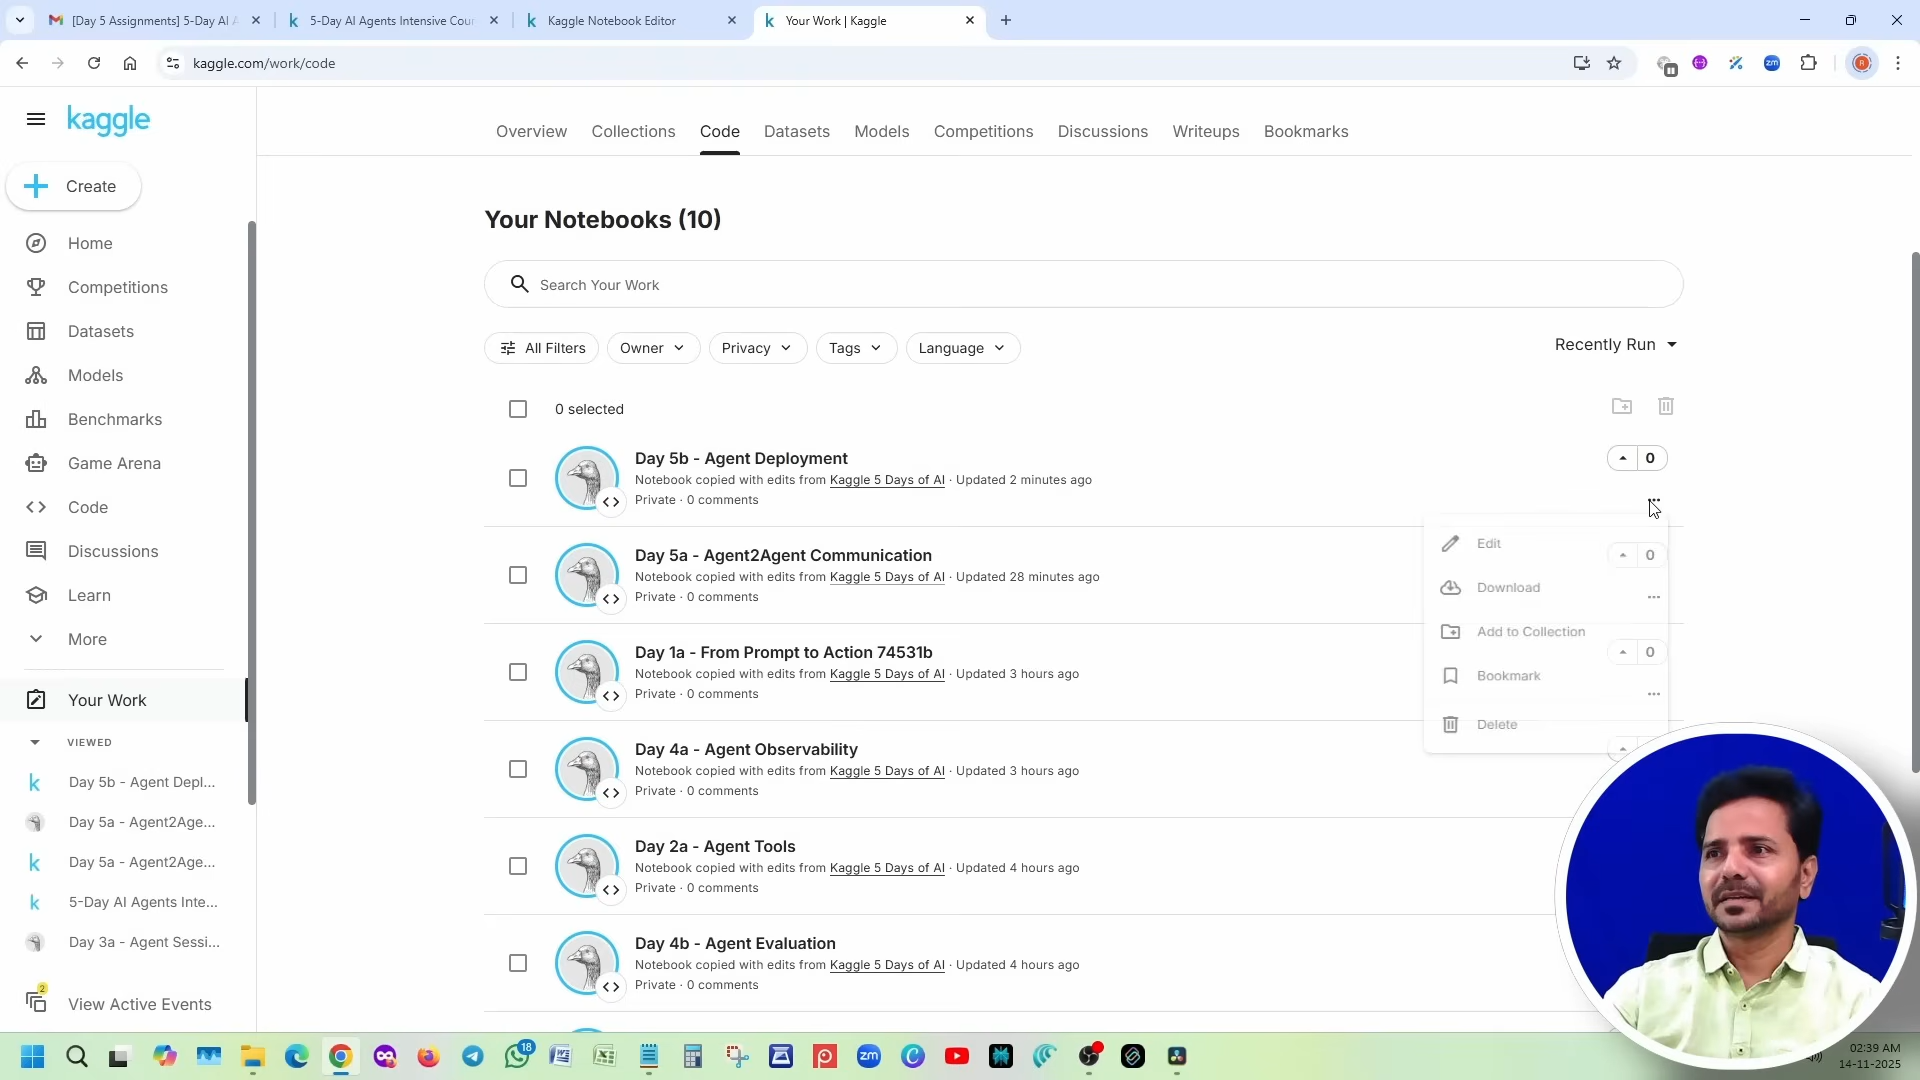 [Day 5 Assignments] 5-Day AI A
5-Day AI Agents Intensive Cour
Kaggle Notebook Editor
Your Work | Kaggle
kaggle.com/work/code
zm
R
kaggle
Create
Home
Competitions
Datasets
Models
Benchmarks
Game Arena
Code
Discussions
Learn
More
Your Work
VIEWED
Day 5b - Agent Depl...
Day 5a - Agent2Age...
Day 5a - Agent2Age...
5-Day AI Agents Inte...
Day 3a - Agent Sessi...
2
View Active Events
Overview
Collections
Code
Datasets
Models
Competitions
Discussions
Writeups
Bookmarks
Your Notebooks (10)
Search Your Work
All Filters
Owner
Privacy
Tags
Language
Recently Run
0 selected
Day 5b - Agent Deployment
Notebook copied with edits from Kaggle 5 Days of AI · Updated 2 minutes ago
Private · 0 comments
0
Day 5a - Agent2Agent Communication
Notebook copied with edits from Kaggle 5 Days of AI · Updated 28 minutes ago
Private · 0 comments
0
Day 1a - From Prompt to Action 74531b
Notebook copied with edits from Kaggle 5 Days of AI · Updated 3 hours ago
Private · 0 comments
0
Day 4a - Agent Observability
Notebook copied with edits from Kaggle 5 Days of AI · Updated 3 hours ago
Private · 0 comments
Day 2a - Agent Tools
Notebook copied with edits from Kaggle 5 Days of AI · Updated 4 hours ago
Private · 0 comments
Day 4b - Agent Evaluation
Notebook copied with edits from Kaggle 5 Days of AI · Updated 4 hours ago
Private · 0 comments
Edit
Download
Add to Collection
Bookmark
Delete
18
zm
02:39 AM
14-11-2025